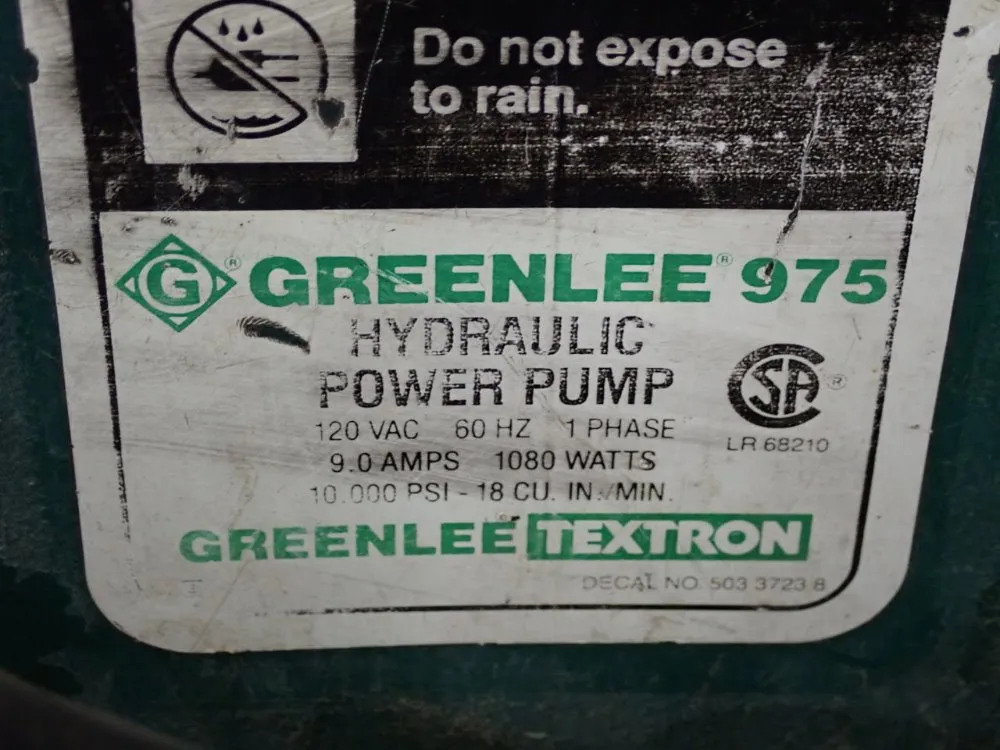 Do not expose
to rain.
G® GREENLEE® 975
HYDRAULIC
POWER PUMP
120 VAC 60 HZ 1 PHASE
9.0 AMPS 1080 WATTS
10,000 PSI - 18 CU. IN./MIN.
SA®
LR 68210
GREENLEE TEXTRON
DECAL NO. 503 3723 8